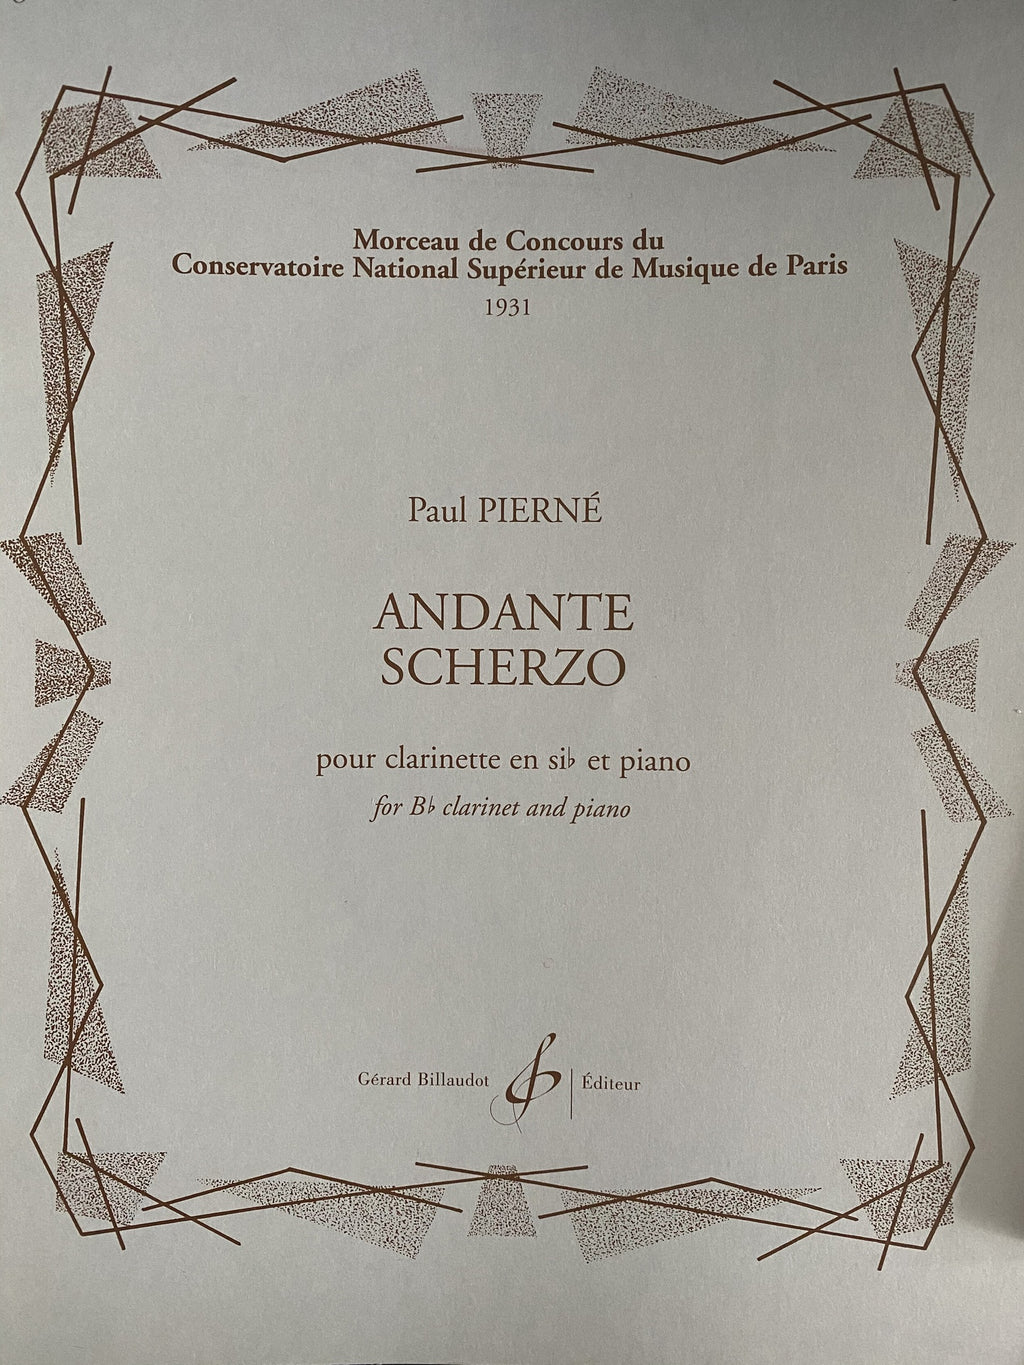 Morceau de Concours du
Conservatoire National Supérieur de Musique de Paris
1931
Paul PIERNÉ
ANDANTE
SCHERZO
pour clarinette en si♭ et piano
for B♭ clarinet and piano
Gérard Billaudot Éditeur